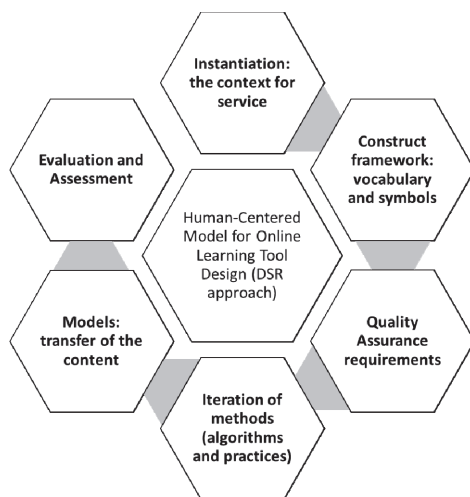 Instantiation:
the context for
service
Construct
framework:
vocabulary
and symbols
Quality
Assurance
requirements
Iteration of
methods
(algorithms
and practices)
Models:
transfer of the
content
Evaluation and
Assessment
Human-Centered
Model for Online
Learning Tool
Design (DSR
approach)